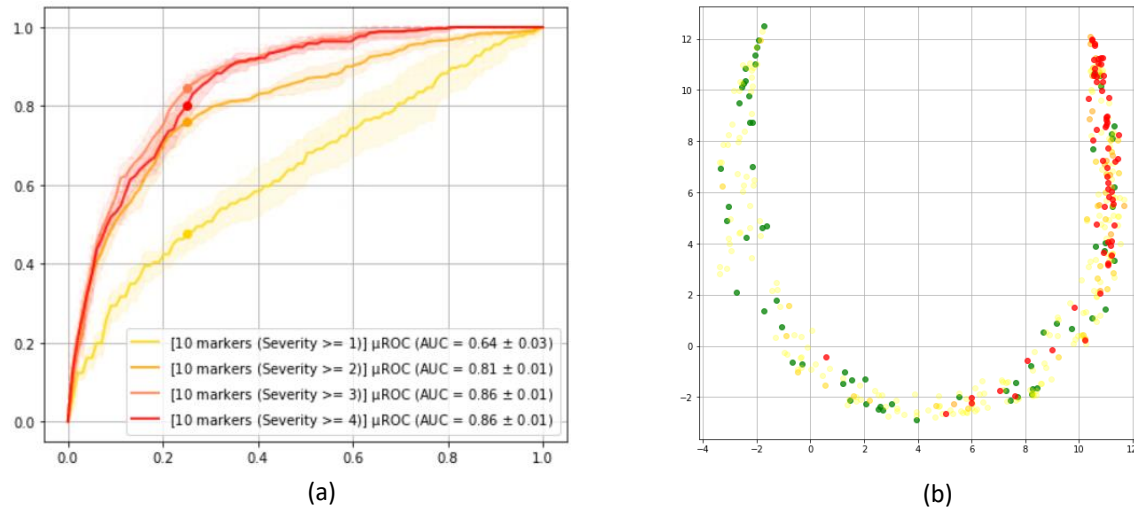 1.0
0.8
0.6
0.4
0.2
0.0
[10 markers (Severity >= 1)] µROC (AUC = 0.64 ± 0.03)
[10 markers (Severity >= 2)] µROC (AUC = 0.81 ± 0.01)
[10 markers (Severity >= 3)] µROC (AUC = 0.86 ± 0.01)
[10 markers (Severity >= 4)] µROC (AUC = 0.86 ± 0.01)
0.0 0.2 0.4 0.6 0.8 1.0
(a)
12
10
8
6
4
2
0
−2
−4 −2 0 2 4 6 8 10 12
(b)